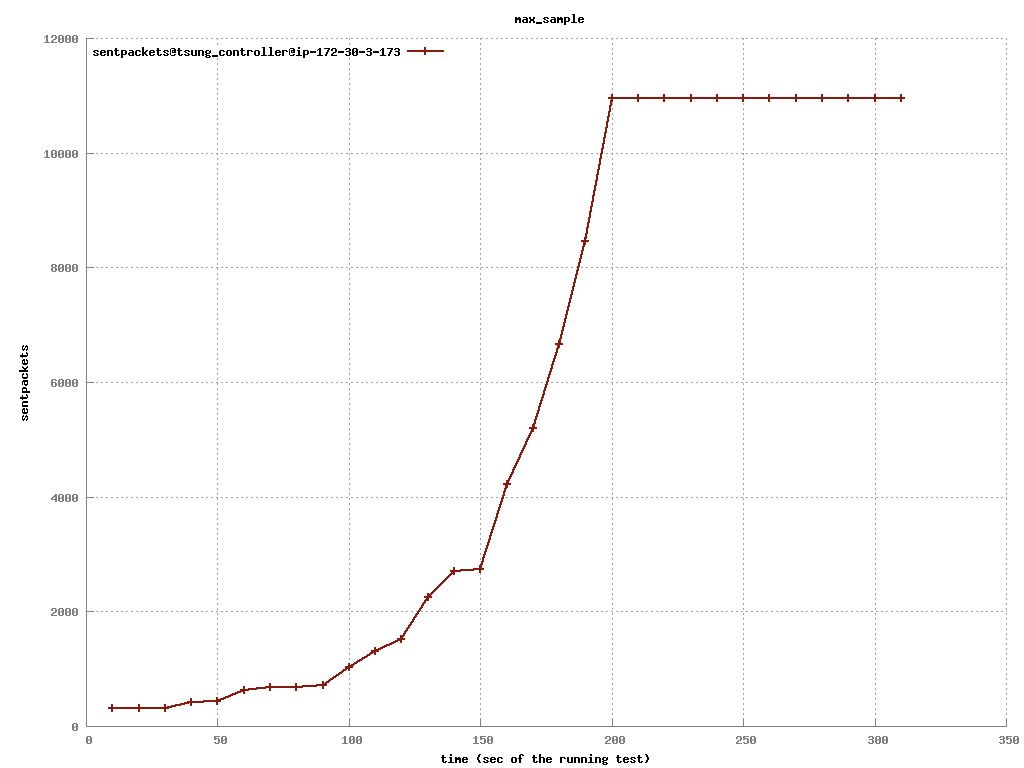 max_sample
12000
sentpackets@tsung_controller@ip-172-30-3-173
10000
8000
6000
sentpackets
4000
2000
0
0 50 100 150 200 250 300 350
time (sec of the running test)